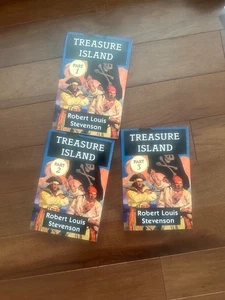 TREASURE
ISLAND
PART
1
Robert Louis
Stevenson
TREASURE
ISLAND
PART
2
Robert Louis
Stevenson
TREASURE
ISLAND
PART
3
Robert Louis
Stevenson